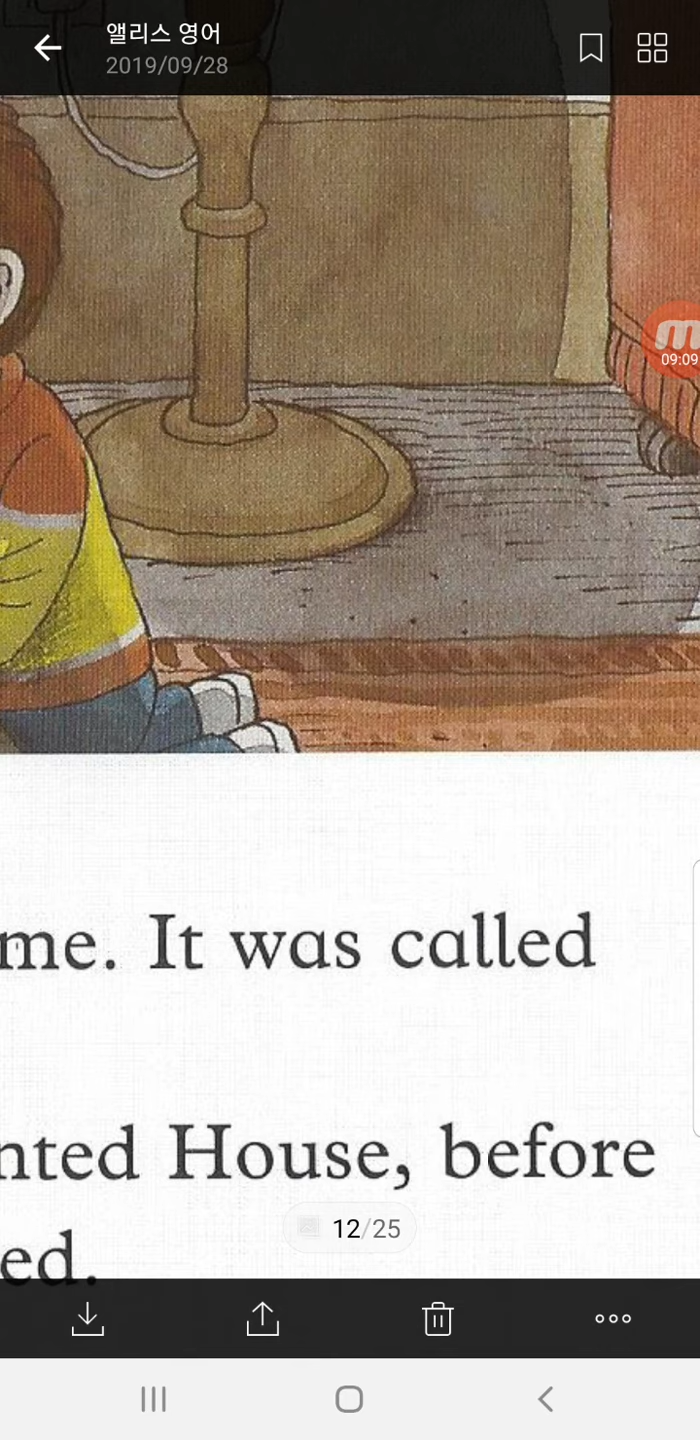 앨리스 영어
2019/09/28
09:09
me. It was called
nted House, before
12/25
ed.